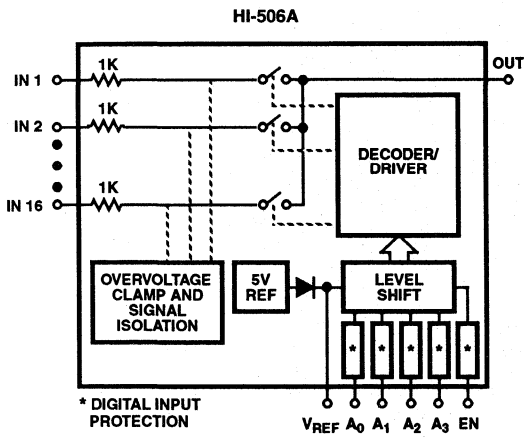 HI-506A
IN 1
1K
OUT
IN 2
1K
DECODER/
DRIVER
IN 16
1K
OVERVOLTAGE
CLAMP AND
SIGNAL
ISOLATION
5V
REF
LEVEL
SHIFT
* * * * *
* DIGITAL INPUT
PROTECTION
VREF A0 A1 A2 A3 EN